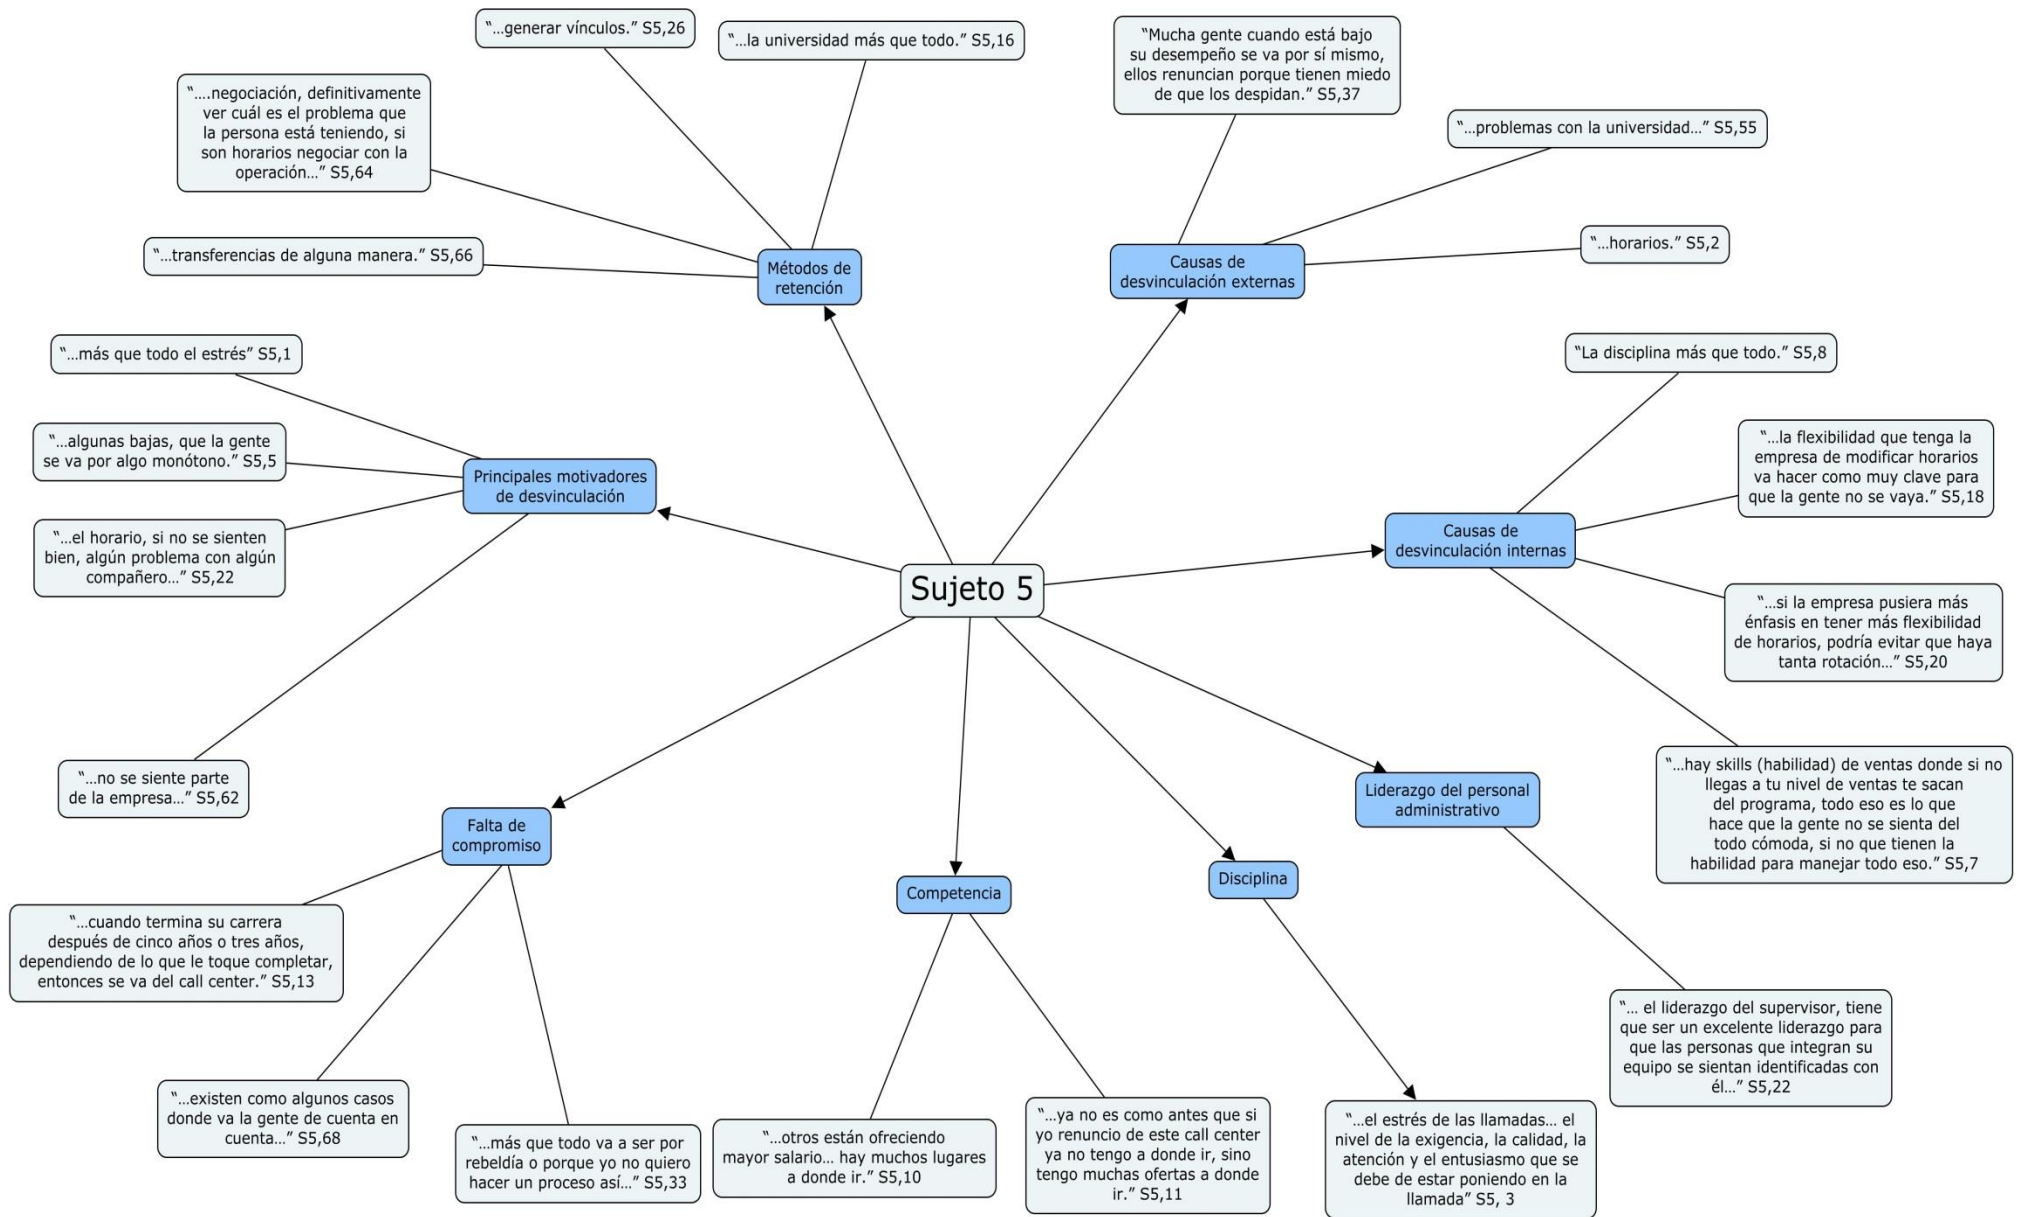 “...generar vínculos.” S5,26
“...la universidad más que todo.” S5,16
“Mucha gente cuando está bajo
su desempeño se va por sí mismo,
ellos renuncian porque tienen miedo
de que los despidan.” S5,37
“....negociación, definitivamente
ver cuál es el problema que
la persona está teniendo, si
son horarios negociar con la
operación...” S5,64
“...problemas con la universidad...” S5,55
“...transferencias de alguna manera.” S5,66
“...horarios.” S5,2
Métodos de
retención
Causas de
desvinculación externas
“...más que todo el estrés” S5,1
“La disciplina más que todo.” S5,8
“...algunas bajas, que la gente
se va por algo monótono.” S5,5
“...la flexibilidad que tenga la
empresa de modificar horarios
va hacer como muy clave para
que la gente no se vaya.” S5,18
Principales motivadores
de desvinculación
“...el horario, si no se sienten
bien, algún problema con algún
compañero...” S5,22
Causas de
desvinculación internas
Sujeto 5
“...si la empresa pusiera más
énfasis en tener más flexibilidad
de horarios, podría evitar que haya
tanta rotación...” S5,20
“...no se siente parte
de la empresa...” S5,62
“...hay skills (habilidad) de ventas donde si no
llegas a tu nivel de ventas te sacan
del programa, todo eso es lo que
hace que la gente no se sienta del
todo cómoda, si no que tienen la
habilidad para manejar todo eso.” S5,7
Liderazgo del personal
administrativo
Falta de
compromiso
Competencia
Disciplina
“...cuando termina su carrera
después de cinco años o tres años,
dependiendo de lo que le toque completar,
entonces se va del call center.” S5,13
“... el liderazgo del supervisor, tiene
que ser un excelente liderazgo para
que las personas que integran su
equipo se sientan identificadas con
él...” S5,22
“...existen como algunos casos
donde va la gente de cuenta en
cuenta...” S5,68
“...más que todo va a ser por
rebeldía o porque yo no quiero
hacer un proceso así...” S5,33
“...otros están ofreciendo
mayor salario... hay muchos lugares
a donde ir.” S5,10
“...ya no es como antes que si
yo renuncio de este call center
ya no tengo a donde ir, sino
tengo muchas ofertas a donde
ir.” S5,11
“...el estrés de las llamadas... el
nivel de la exigencia, la calidad, la
atención y el entusiasmo que se
debe de estar poniendo en la
llamada” S5, 3